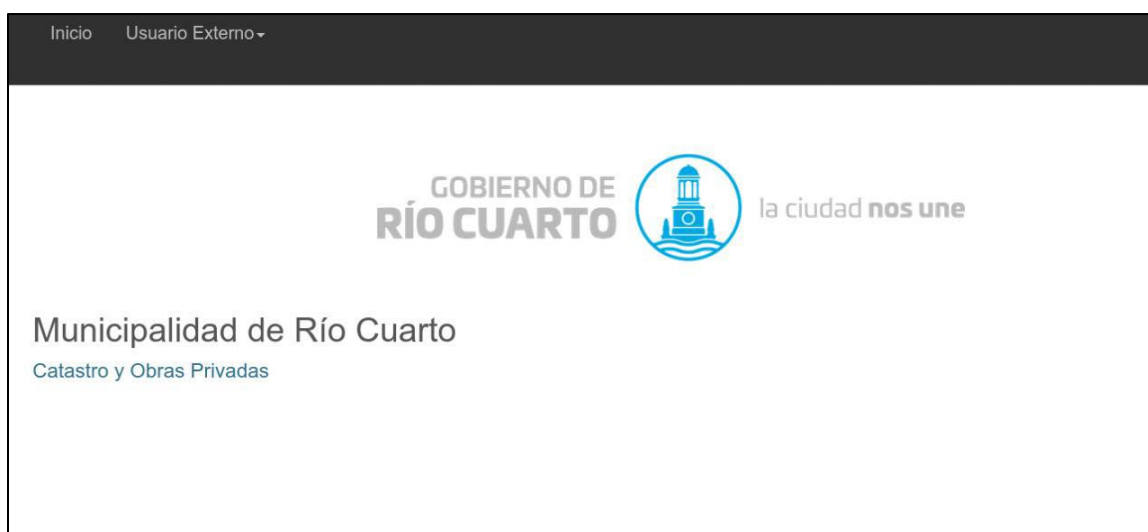 Inicio Usuario Externo
GOBIERNO DE
RÍO CUARTO
la ciudad nos une
Municipalidad de Río Cuarto
Catastro y Obras Privadas